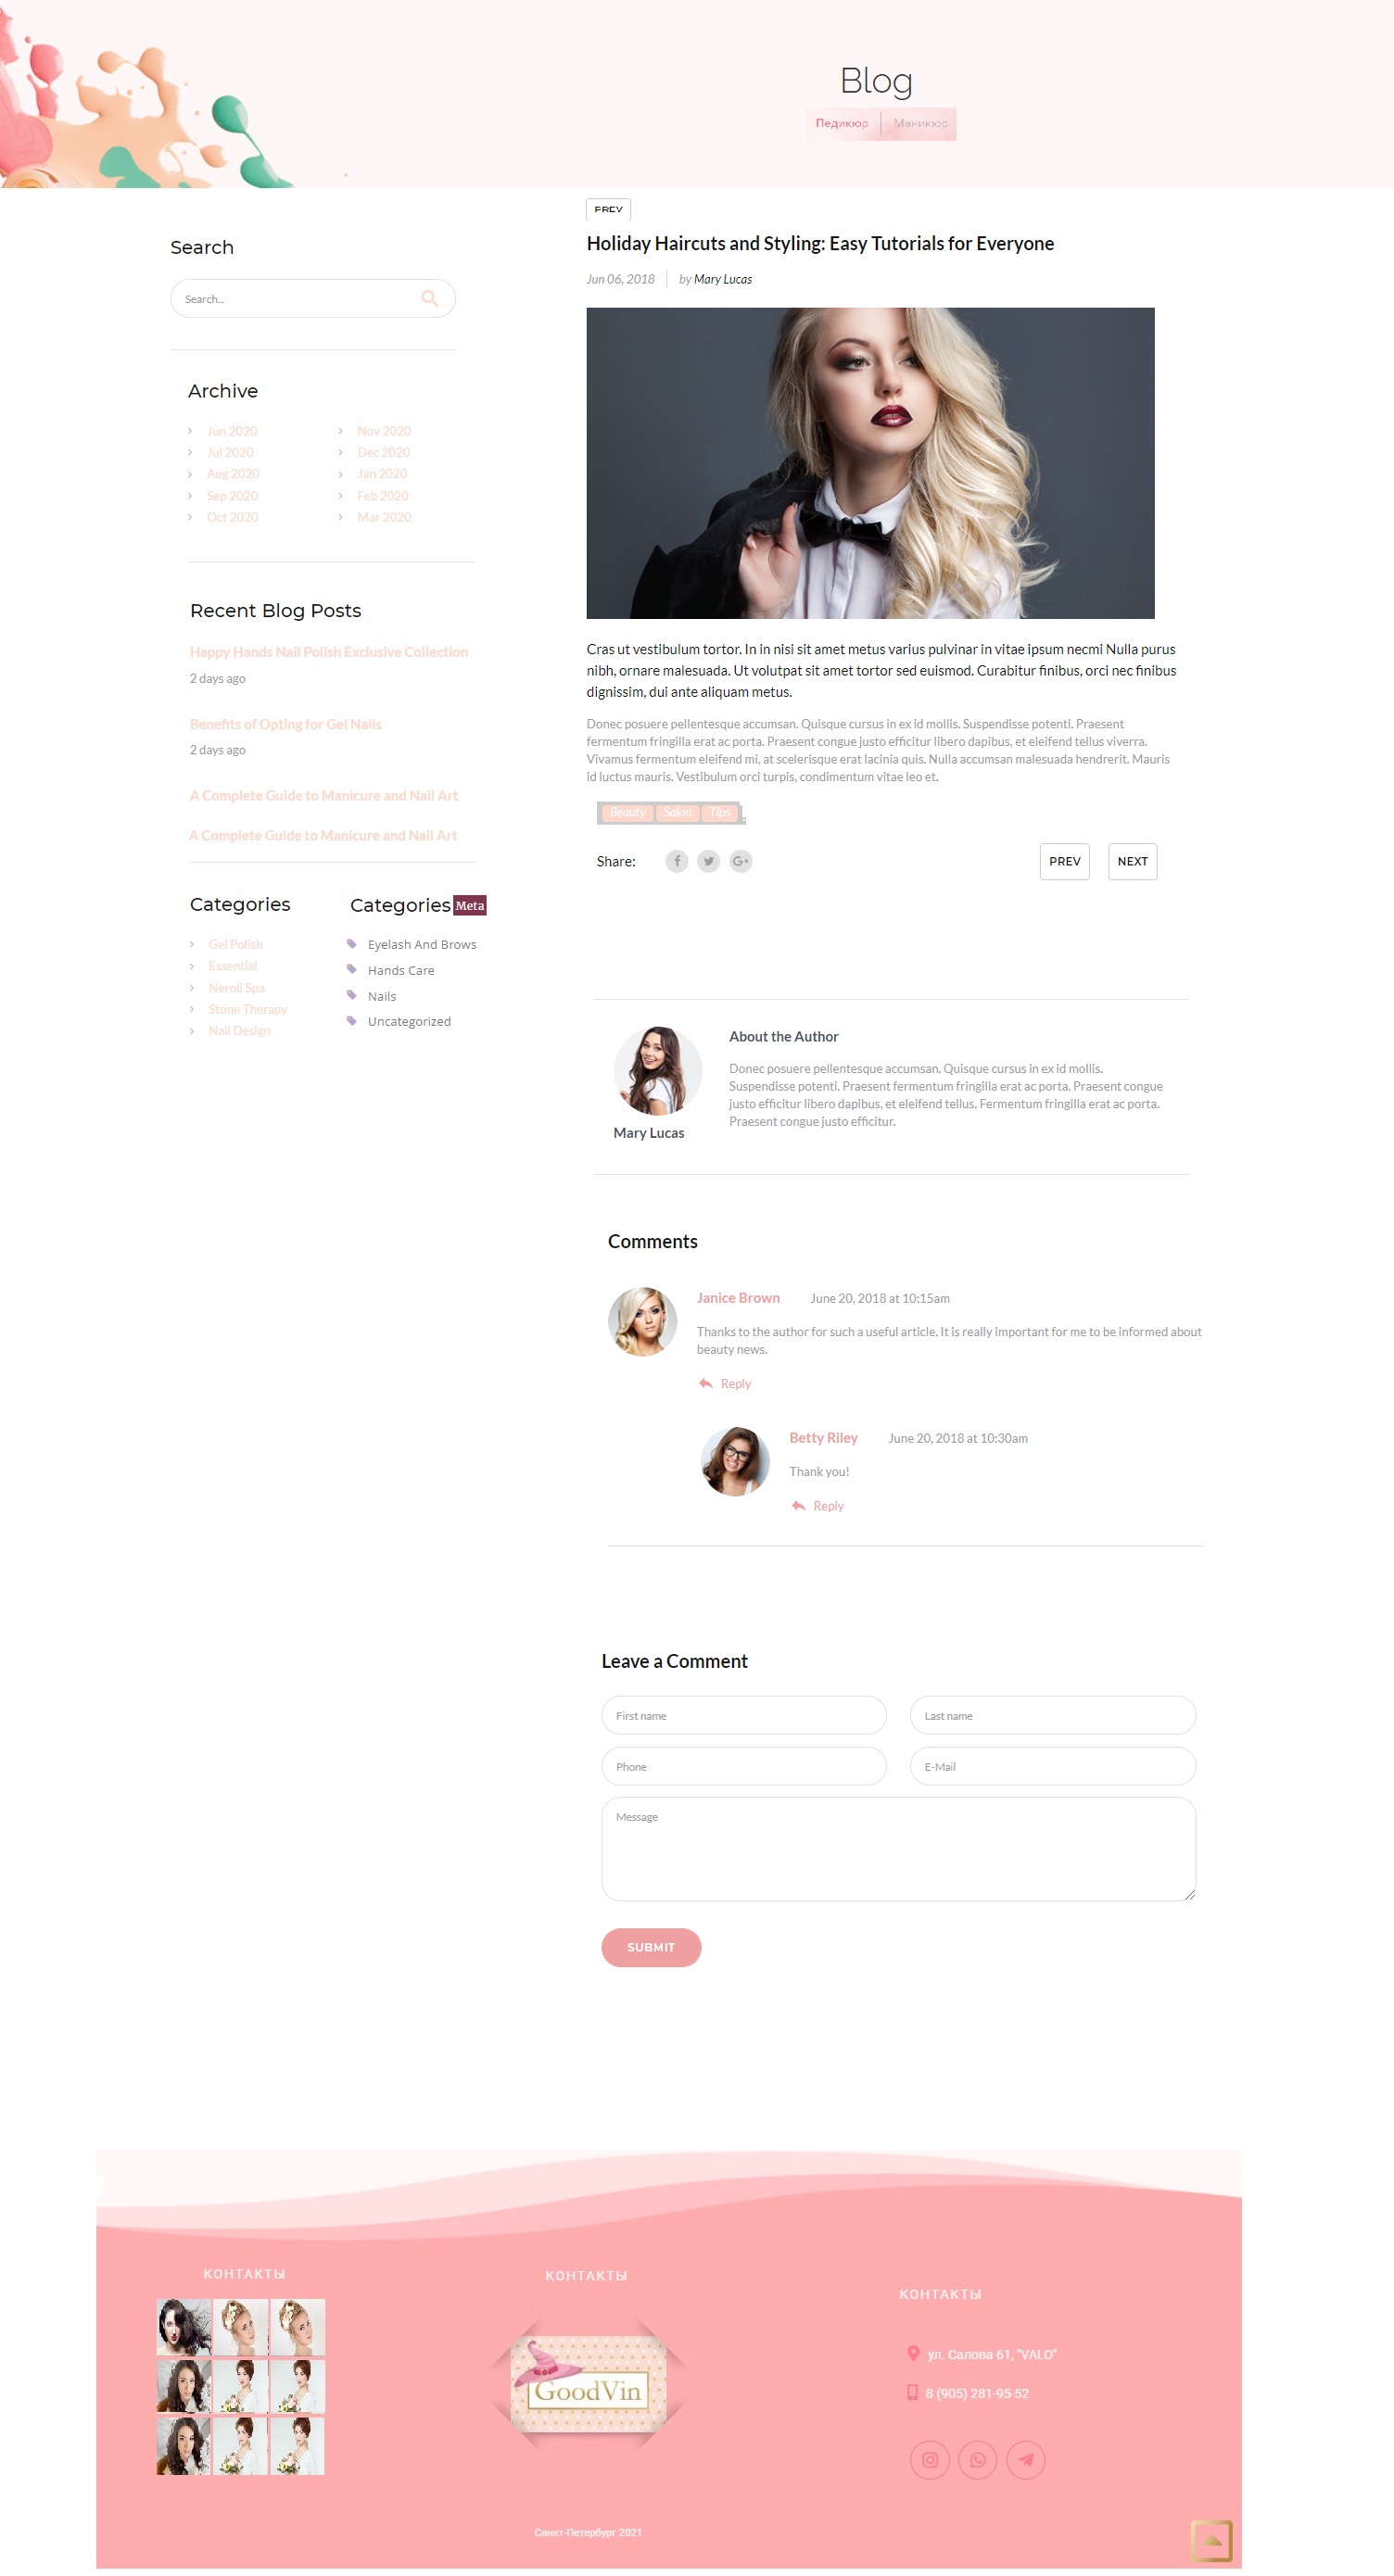 Blog
Педикюр
Маникюр
PREV
Search
Search...
Archive
Jun 2020
Jul 2020
Aug 2020
Sep 2020
Oct 2020
Nov 2020
Dec 2020
Jan 2020
Feb 2020
Mar 2020
Recent Blog Posts
Happy Hands Nail Polish Exclusive Collection
2 days ago
Benefits of Opting for Gel Nails
2 days ago
A Complete Guide to Manicure and Nail Art
A Complete Guide to Manicure and Nail Art
Categories
Gel Polish
Essential
Neroli Spa
Stone Therapy
Nail Design
Categories Meta
Eyelash And Brows
Hands Care
Nails
Uncategorized
Holiday Haircuts and Styling: Easy Tutorials for Everyone
Jun 06, 2018
by Mary Lucas
Cras ut vestibulum tortor. In in nisi sit amet metus varius pulvinar in vitae ipsum necmi Nulla purus
nibh, ornare malesuada. Ut volutpat sit amet tortor sed euismod. Curabitur finibus, orci nec finibus
dignissim, dui ante aliquam metus.
Donec posuere pellentesque accumsan. Quisque cursus in ex id mollis. Suspendisse potenti. Praesent
fermentum fringilla erat ac porta. Praesent congue justo efficitur libero dapibus, et eleifend tellus viverra.
Vivamus fermentum eleifend mi, at scelerisque erat lacinia quis. Nulla accumsan malesuada hendrerit. Mauris
id luctus mauris. Vestibulum orci turpis, condimentum vitae leo et.
Beauty
Salon
Tips
Share:
PREV
NEXT
Mary Lucas
About the Author
Donec posuere pellentesque accumsan. Quisque cursus in ex id mollis.
Suspendisse potenti. Praesent fermentum fringilla erat ac porta. Praesent congue
justo efficitur libero dapibus, et eleifend tellus. Fermentum fringilla erat ac porta.
Praesent congue justo efficitur.
Comments
Janice Brown
June 20, 2018 at 10:15am
Thanks to the author for such a useful article. It is really important for me to be informed about
beauty news.
Reply
Betty Riley
June 20, 2018 at 10:30am
Thank you!
Reply
Leave a Comment
First name
Last name
Phone
E-Mail
Message
SUBMIT
КОНТАКТЫ
КОНТАКТЫ
GoodVin
КОНТАКТЫ
ул. Салова 61, "VALO"
8 (905) 281-95-52
Санкт-Петербург 2021